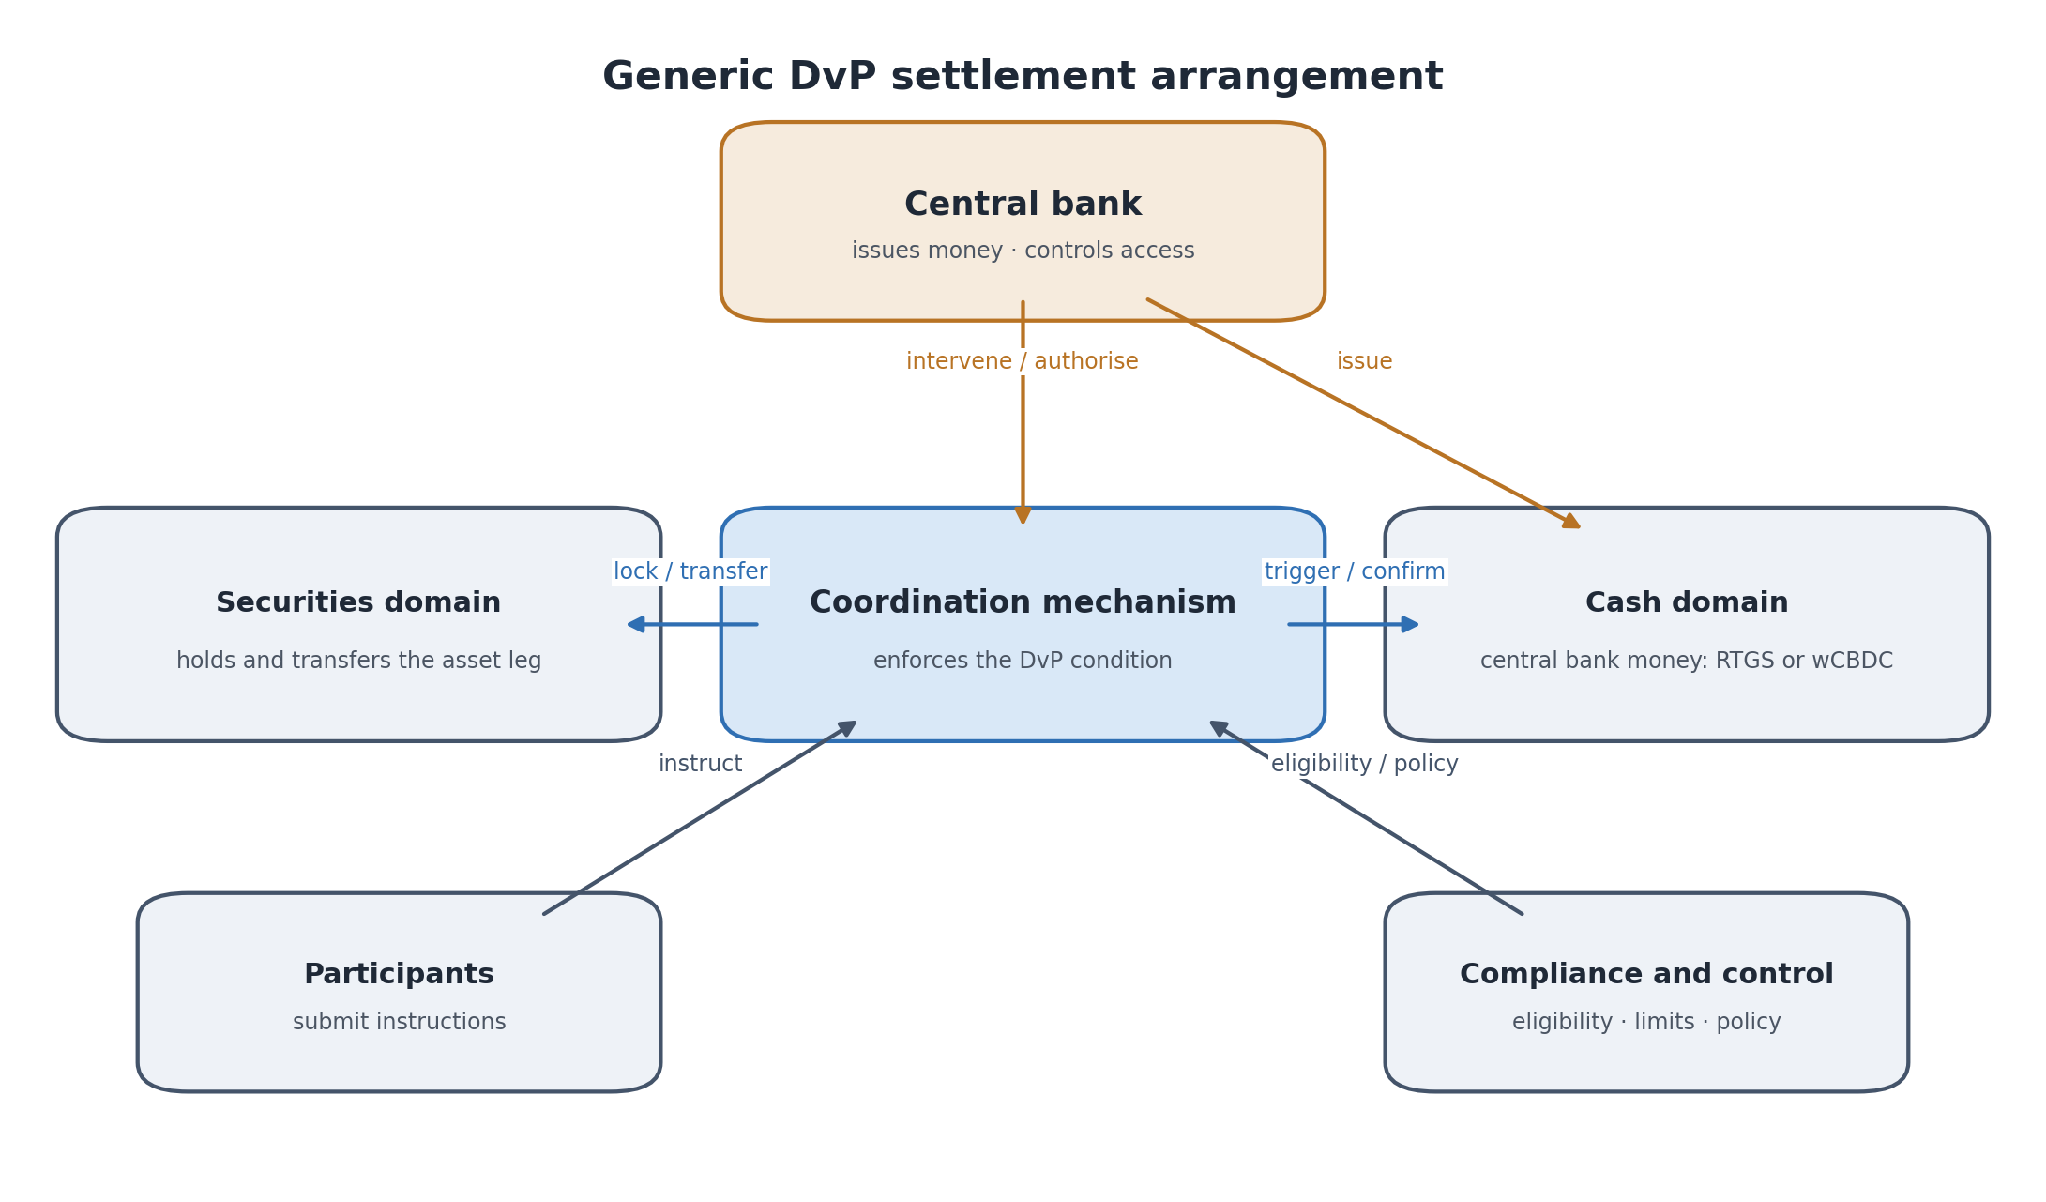 Generic DvP settlement arrangement
Central bank
issues money · controls access
intervene / authorise
issue
lock / transfer
trigger / confirm
Securities domain
holds and transfers the asset leg
Coordination mechanism
enforces the DvP condition
Cash domain
central bank money: RTGS or wCBDC
instruct
eligibility / policy
Participants
submit instructions
Compliance and control
eligibility · limits · policy